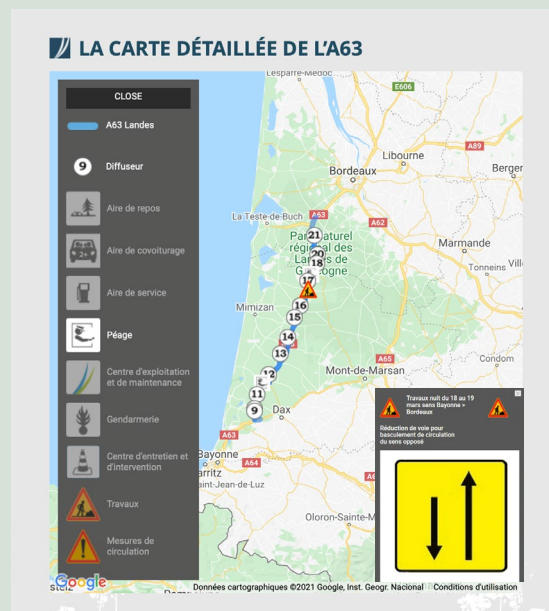 LA CARTE DÉTAILLÉE DE L'A63
CLOSE
A63 Landes
9
Diffuseur
Aire de repos
2+
Aire de covoiturage
Aire de service
Péage
Centre d'exploitation
et de maintenance
Gendarmerie
Centre d'entretien et
d'intervention
Travaux
Mesures de
circulation
Lesparre-Médoc
E606
A89
Libourne
Bordeaux
Berger
La Teste-de-Buch
A63
A62
21
Parc naturel
20
régional des
Landes de
18
Gascogne
17
Marmande
Tonneins
Ville
Mimizan
16
15
14
13
A65
Condom
12
Mont-de-Marsan
11
9
Dax
A63
Bayonne
A64
arritz
aint-Jean-de-Luz
Oloron-Sainte-M
Travaux nuit du 18 au 19
mars sens Bayonne >
Bordeaux
Réduction de voie pour
basculement de circulation
du sens opposé
Google
Données cartographiques ©2021 Google, Inst. Geogr. Nacional
Conditions d'utilisation